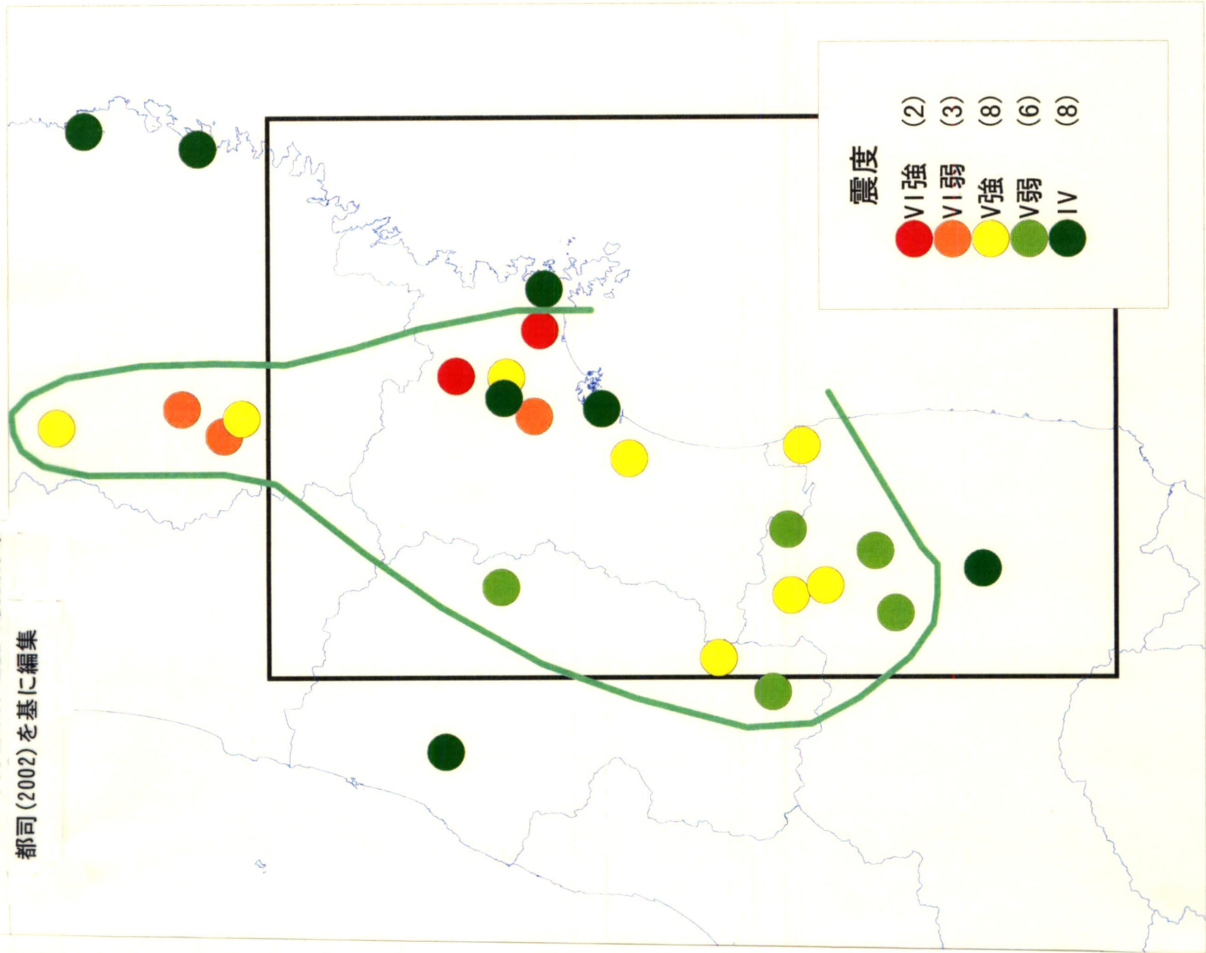 都司(2002)を基に編集
震度
VI強 (2)
VI弱 (3)
V強 (8)
V弱 (6)
IV (8)